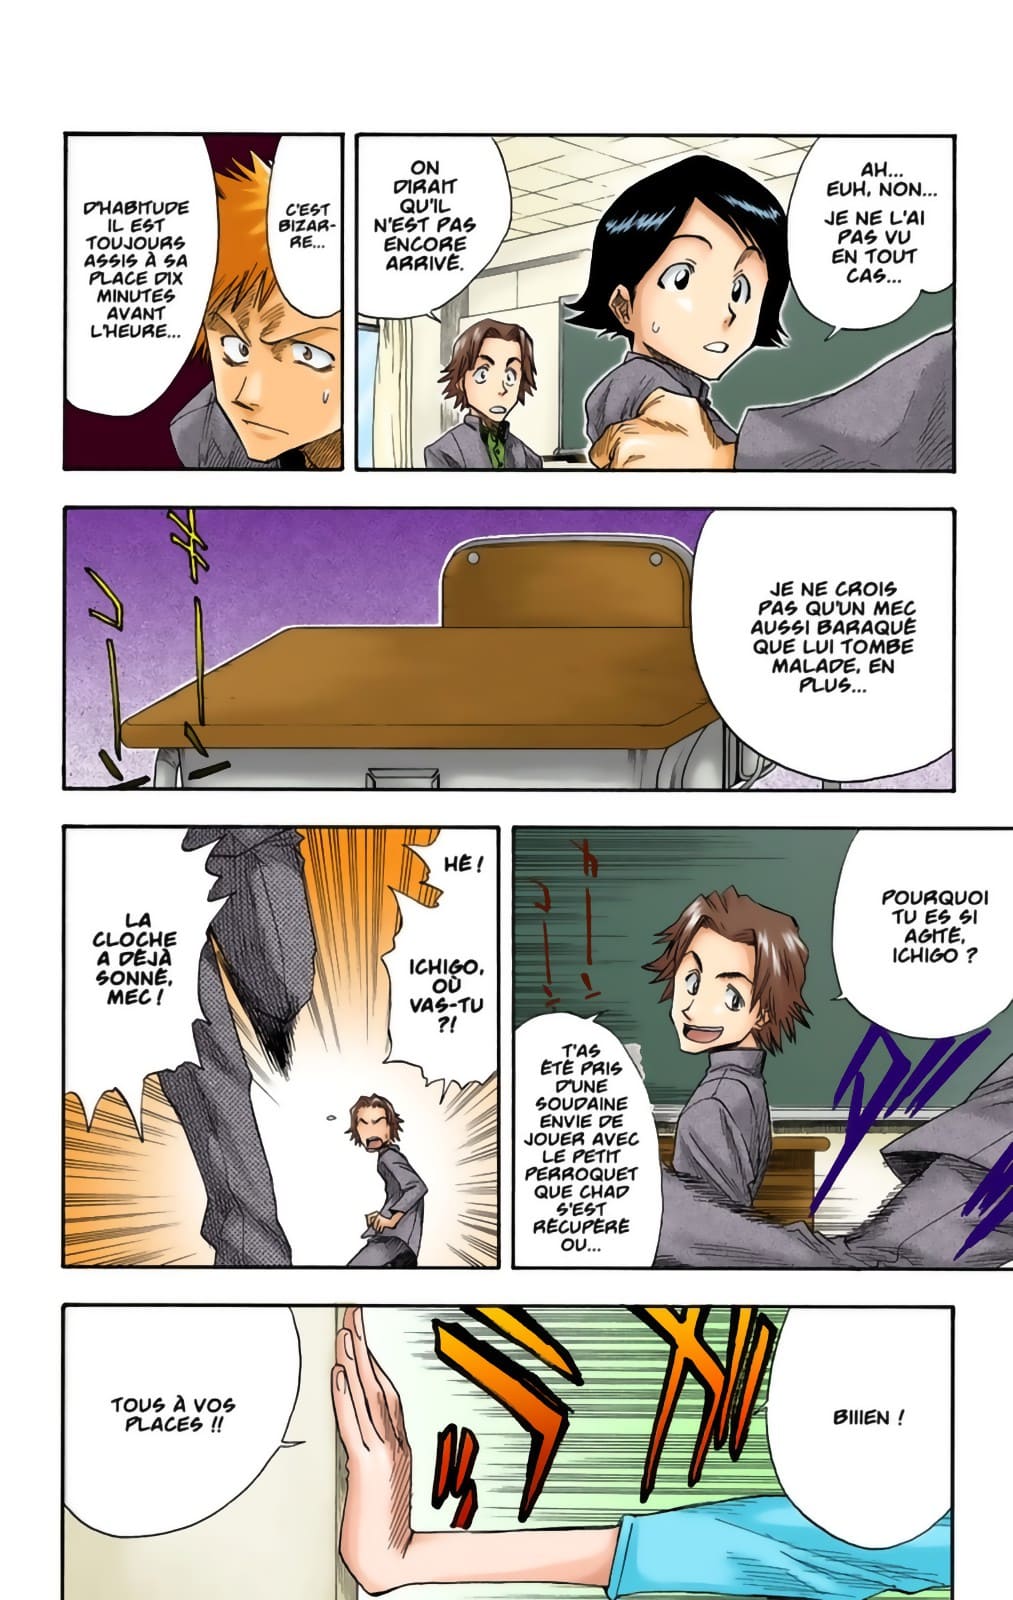 AH...
EUH, NON...
JE NE L'AI
PAS VU
EN TOUT
CAS...
ON
DIRAIT
QU'IL
N'EST PAS
ENCORE
ARRIVÉ.
C'EST
BIZAR-
RE...
D'HABITUDE
IL EST
TOUJOURS
ASSIS À SA
PLACE DIX
MINUTES
AVANT
L'HEURE...
JE NE CROIS
PAS QU'UN MEC
AUSSI BARAQUÉ
QUE LUI TOMBE
MALADE, EN
PLUS...
POURQUOI
TU ES SI
AGITÉ,
ICHIGO ?
T'AS
ÉTÉ PRIS
D'UNE
SOUDAINE
ENVIE DE
JOUER AVEC
LE PETIT
PERROQUET
QUE CHAD
S'EST
RÉCUPÉRÉ
OU...
HÉ !
ICHIGO,
OÙ
VAS-TU
?!
LA
CLOCHE
A DÉJÀ
SONNÉ,
MEC !
BIIIEN !
TOUS À VOS
PLACES !!